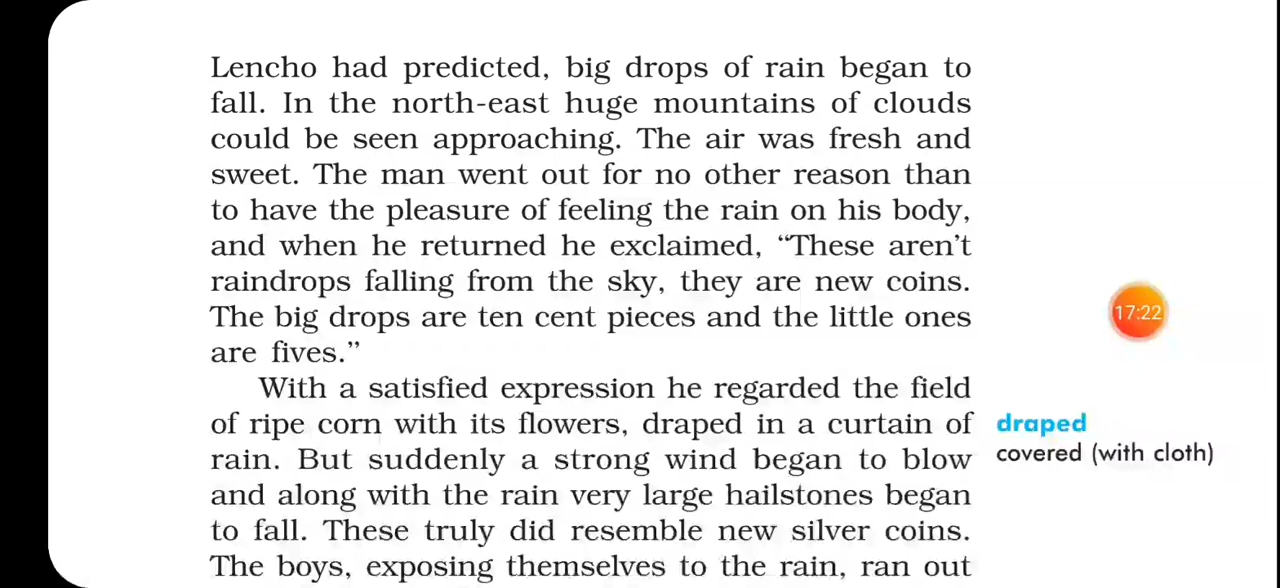 Lencho had predicted, big drops of rain began to
fall. In the north-east huge mountains of clouds
could be seen approaching. The air was fresh and
sweet. The man went out for no other reason than
to have the pleasure of feeling the rain on his body,
and when he returned he exclaimed, “These aren’t
raindrops falling from the sky, they are new coins.
The big drops are ten cent pieces and the little ones
are fives.”
With a satisfied expression he regarded the field
of ripe corn with its flowers, draped in a curtain of
rain. But suddenly a strong wind began to blow
and along with the rain very large hailstones began
to fall. These truly did resemble new silver coins.
The boys, exposing themselves to the rain, ran out
17:22
draped
covered (with cloth)